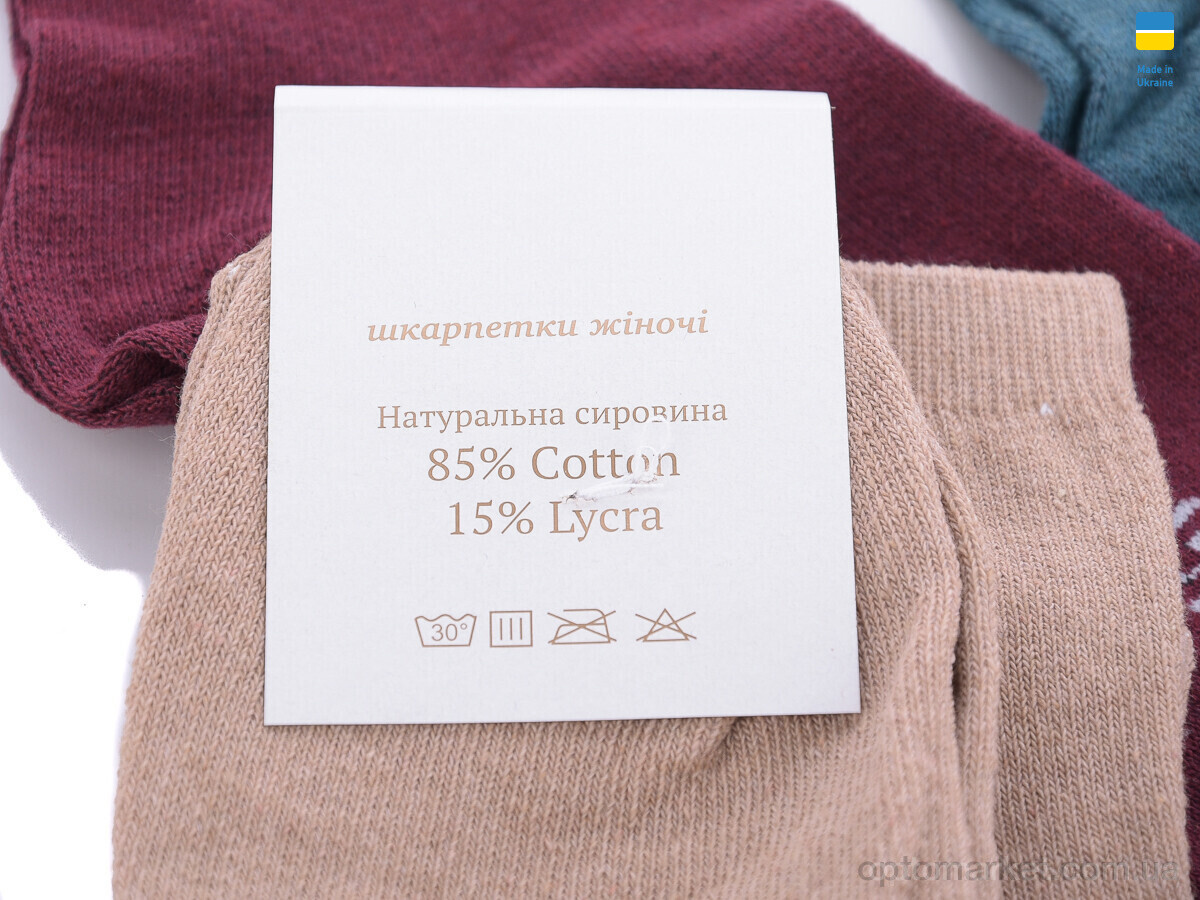 Made in
Ukraine
шкарпетки жіночі
Натуральна сировина
85% Cotton
15% Lycra
30°
optomarket.com.ua